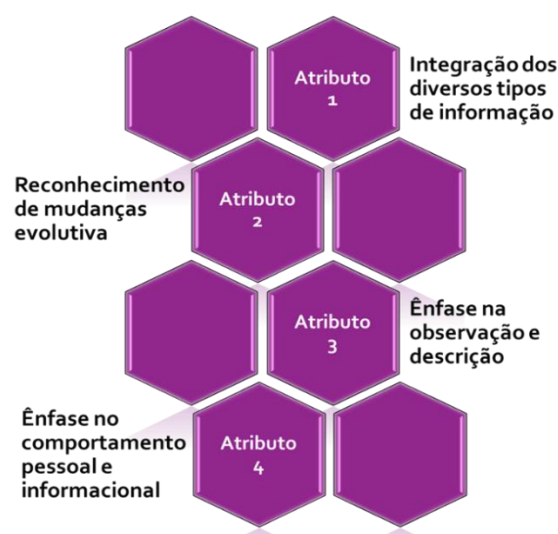 Atributo
1
Integração dos
diversos tipos
de informação
Reconhecimento
de mudanças
evolutiva
Atributo
2
Atributo
3
Ênfase na
observação e
descrição
Ênfase no
comportamento
pessoal e
informacional
Atributo
4